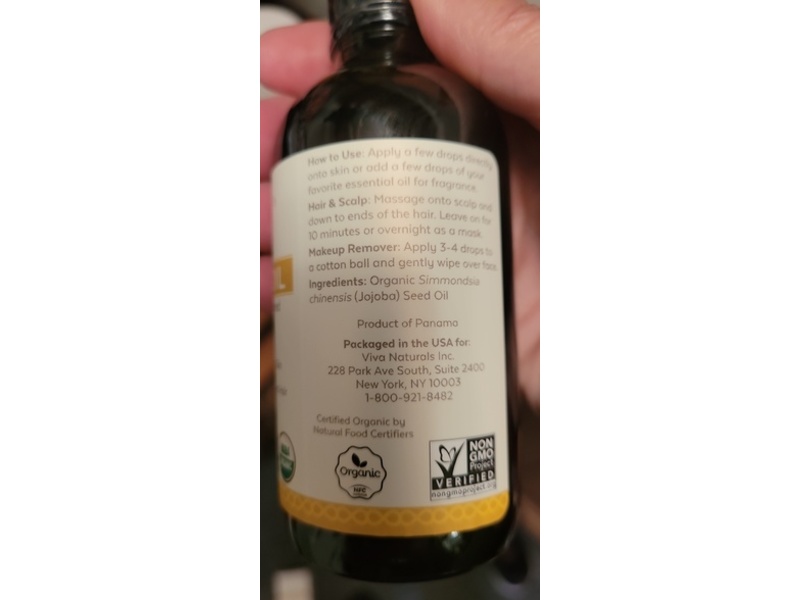 How to Use: Apply a few drops directly
onto skin or add a few drops of your
favorite essential oil for fragrance.
Hair & Scalp: Massage onto scalp and
down to ends of the hair. Leave on for
10 minutes or overnight as a mask.
Makeup Remover: Apply 3-4 drops to
a cotton ball and gently wipe over face.
Ingredients: Organic Simmondsia
chinensis (Jojoba) Seed Oil
Product of Panama
Packaged in the USA for:
Viva Naturals Inc.
228 Park Ave South, Suite 2400
New York, NY 10003
1-800-921-8482
Certified Organic by
Natural Food Certifiers
Organic
NFC
NON
GMO
Project
VERIFIED
nongmoproject.org